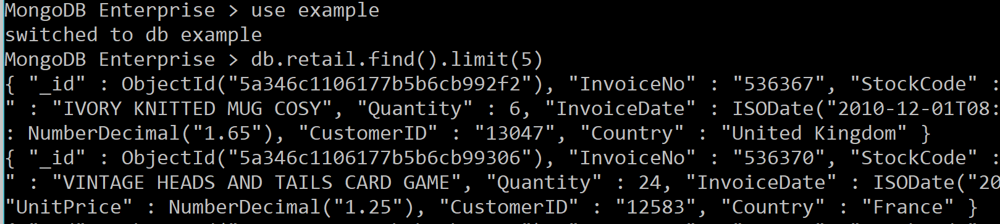 MongoDB Enterprise > use example
switched to db example
MongoDB Enterprise > db.retail.find().limit(5)
{ "_id" : ObjectId("5a346c1106177b5b6cb992f2"), "InvoiceNo" : "536367", "StockCode" :
" : "IVORY KNITTED MUG COSY", "Quantity" : 6, "InvoiceDate" : ISODate("2010-12-01T08:
: NumberDecimal("1.65"), "CustomerID" : "13047", "Country" : "United Kingdom" }
{ "_id" : ObjectId("5a346c1106177b5b6cb99306"), "InvoiceNo" : "536370", "StockCode" :
" : "VINTAGE HEADS AND TAILS CARD GAME", "Quantity" : 24, "InvoiceDate" : ISODate("20
"UnitPrice" : NumberDecimal("1.25"), "CustomerID" : "12583", "Country" : "France" }